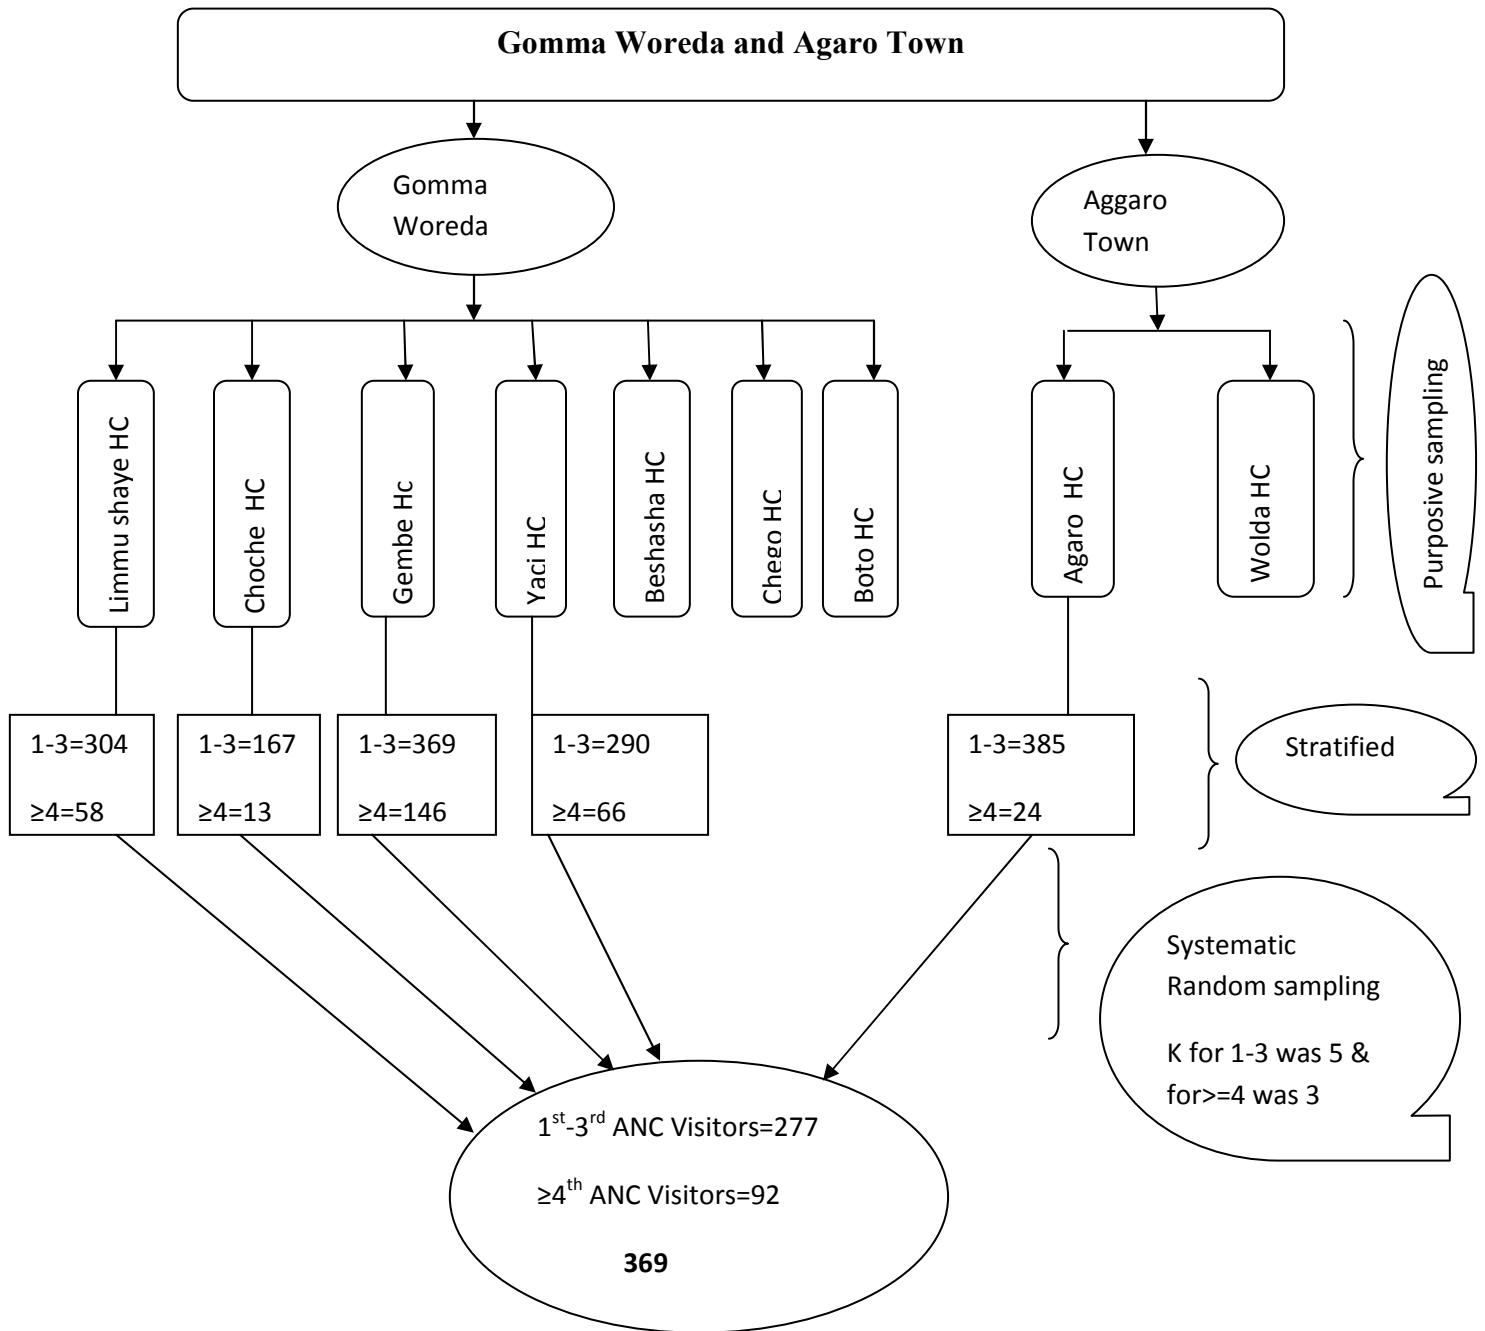 Gomma Woreda and Agaro Town
Gomma
Woreda
Aggaro
Town
Limmu shaye HC
Choche HC
Gembe Hc
Yaci HC
Beshasha HC
Chego HC
Boto HC
Agaro HC
Wolda HC
Purposive sampling
1-3=304
≥4=58
1-3=167
≥4=13
1-3=369
≥4=146
1-3=290
≥4=66
1-3=385
≥4=24
Stratified
Systematic
Random sampling
K for 1-3 was 5 &
for>=4 was 3
1st-3rd ANC Visitors=277
≥4th ANC Visitors=92
369